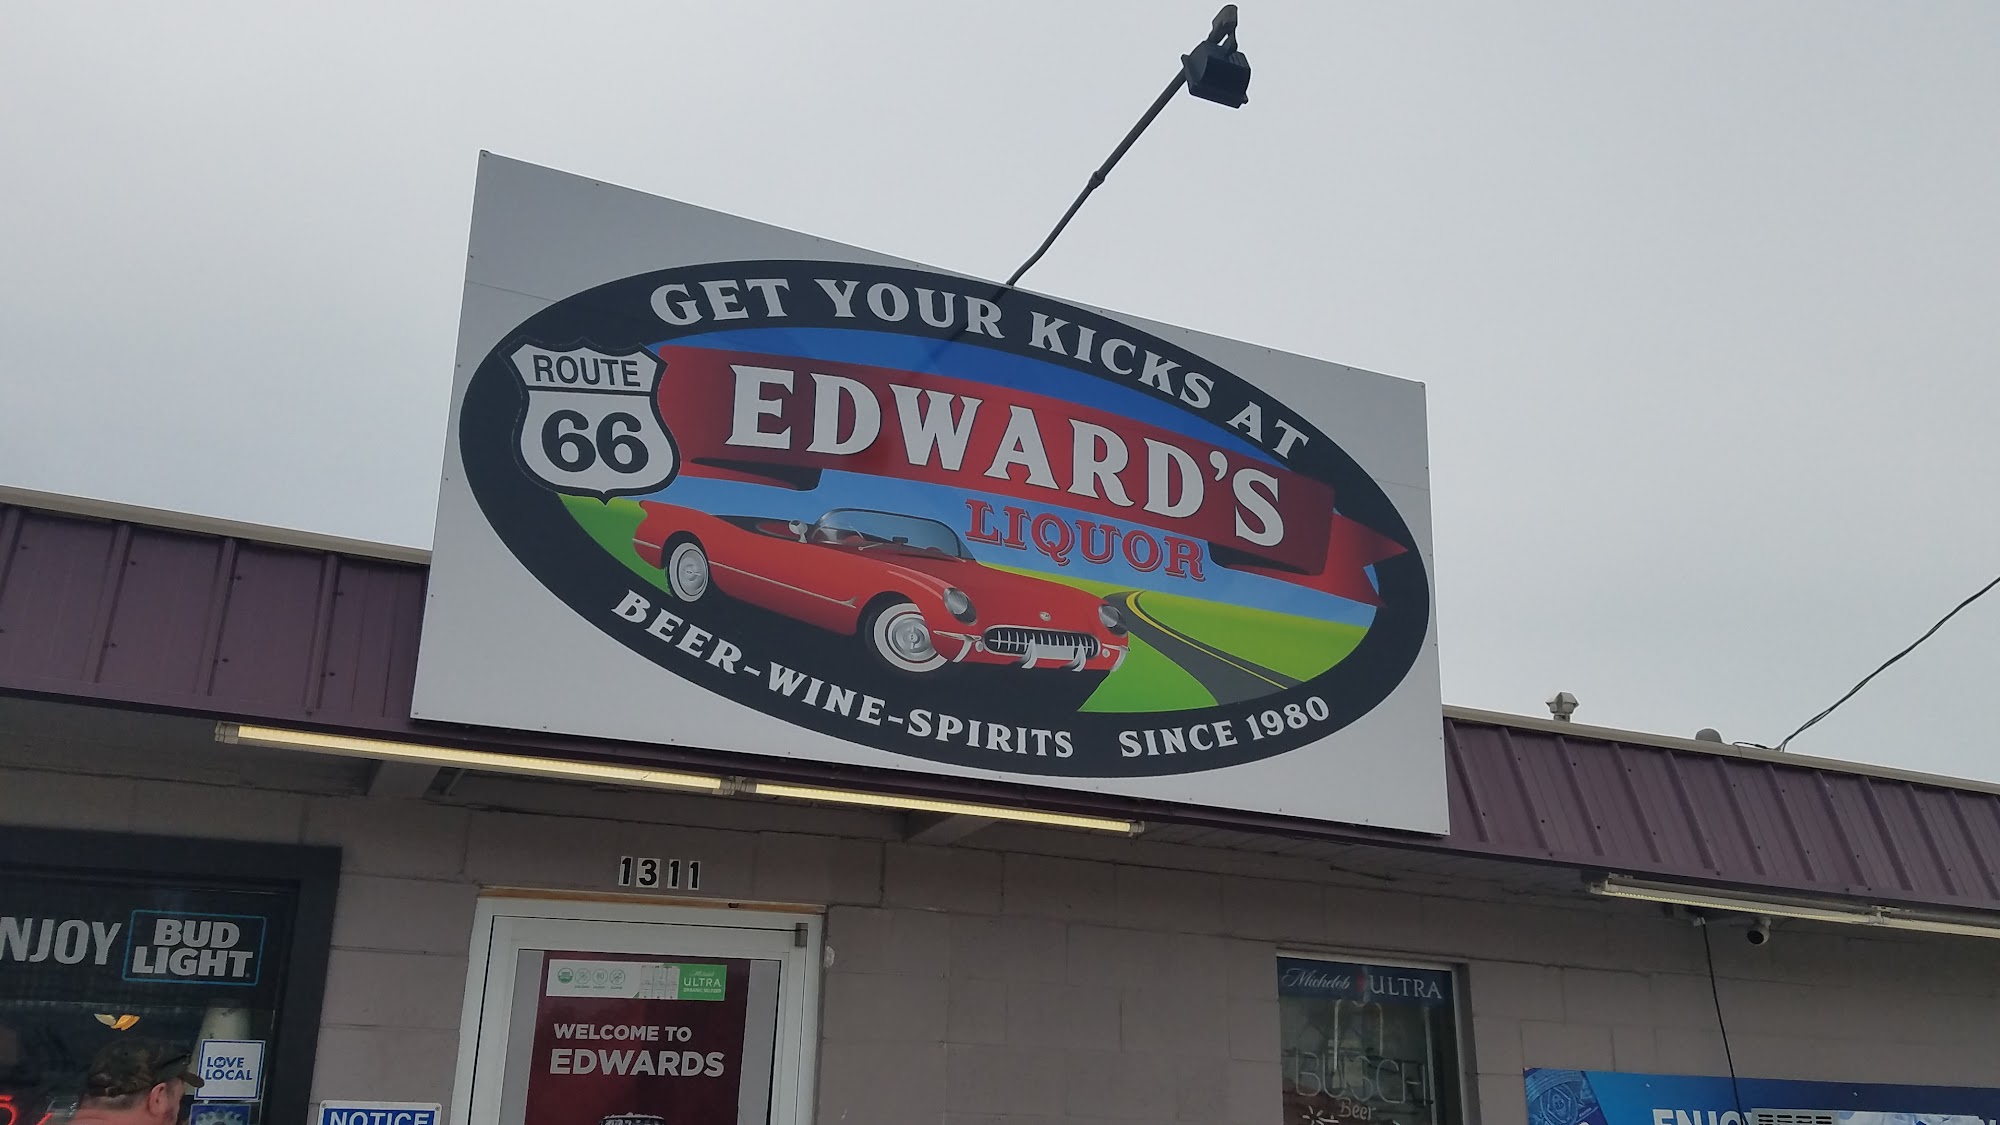 GET YOUR KICKS AT
ROUTE
66
EDWARD'S
LIQUOR
BEER-WINE-SPIRITS SINCE 1980
1311
NJOY
BUD
LIGHT
ULTRA
WELCOME TO
EDWARDS
LOVE
LOCAL
NOTICE
Michelob ULTRA
BUSCH
Beer
ENJO